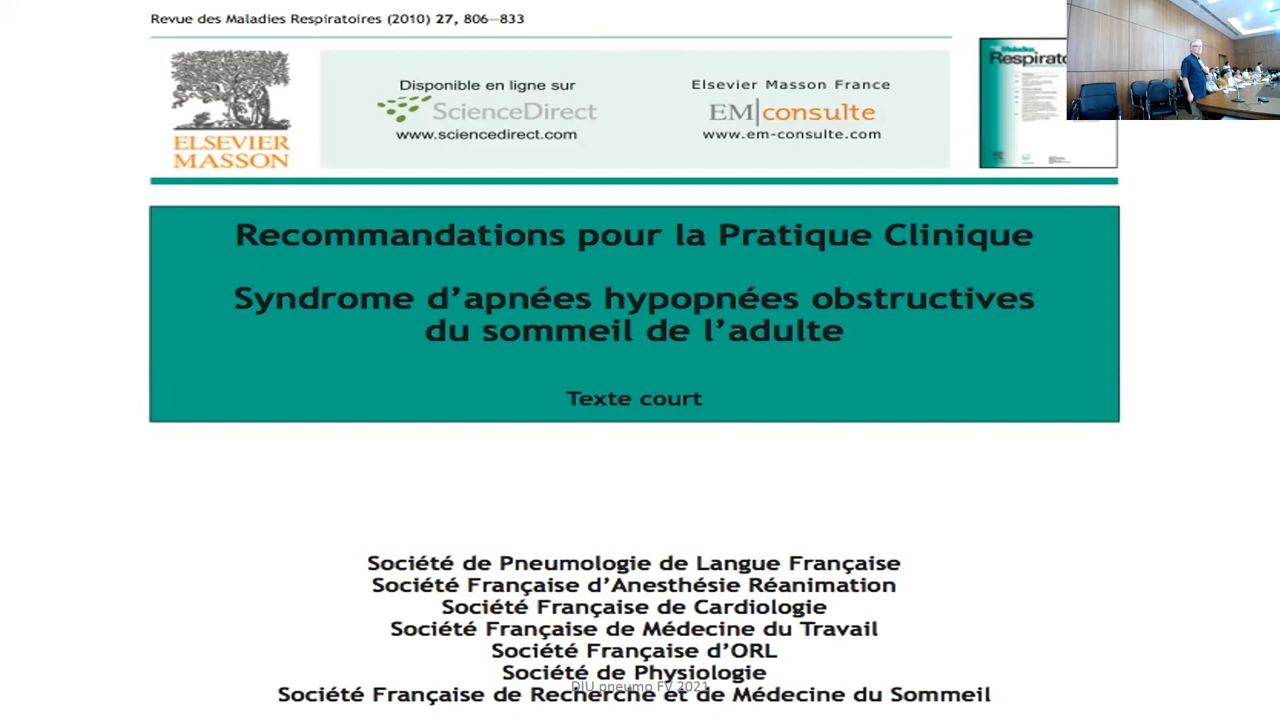 Revue des Maladies Respiratoires (2010) 27, 806—833
ELSEVIER
MASSON
Disponible en ligne sur
ScienceDirect
www.sciencedirect.com
Elsevier Masson France
EM|consulte
www.em-consulte.com
Maladies
Recommandations pour la Pratique Clinique
Syndrome d’apnées hypopnées obstructives
du sommeil de l’adulte
Texte court
Société de Pneumologie de Langue Française
Société Française d’Anesthésie Réanimation
Société Française de Cardiologie
Société Française de Médecine du Travail
Société Française d’ORL
Société de Physiologie
DIU pneumo FV 2021
Société Française de Recherche et de Médecine du Sommeil